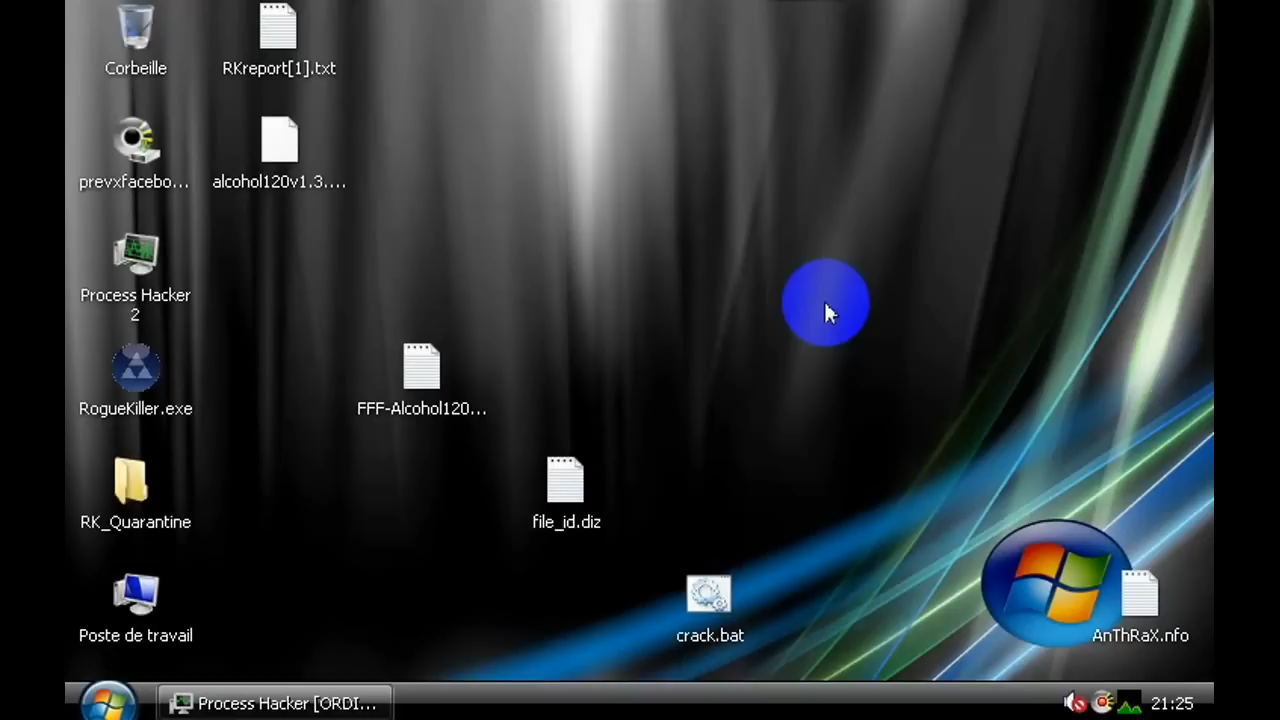 Corbeille
RKreport[1].txt
prevxfacebo...
alcohol120v1.3....
Process Hacker
2
RogueKiller.exe
FFF-Alcohol120...
RK_Quarantine
file_id.diz
Poste de travail
crack.bat
AnThRaX.nfo
Process Hacker [ORDI...
21:25